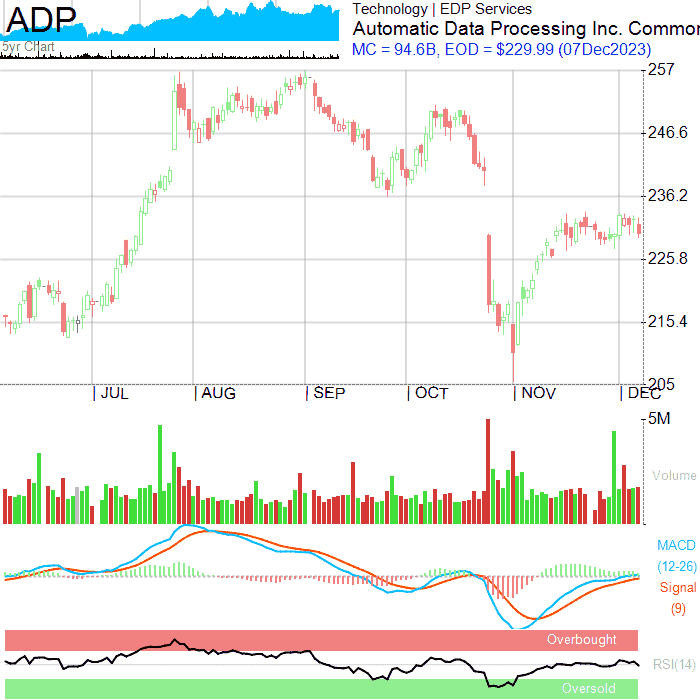 ADP
5yr Chart
Technology | EDP Services
Automatic Data Processing Inc. Common
MC = 94.6B, EOD = $229.99 (07Dec2023)
257
246.6
236.2
225.8
215.4
205
JUL AUG SEP OCT NOV DEC
5M
Volume
MACD
(12-26)
Signal
(9)
Overbought
RSI(14)
Oversold